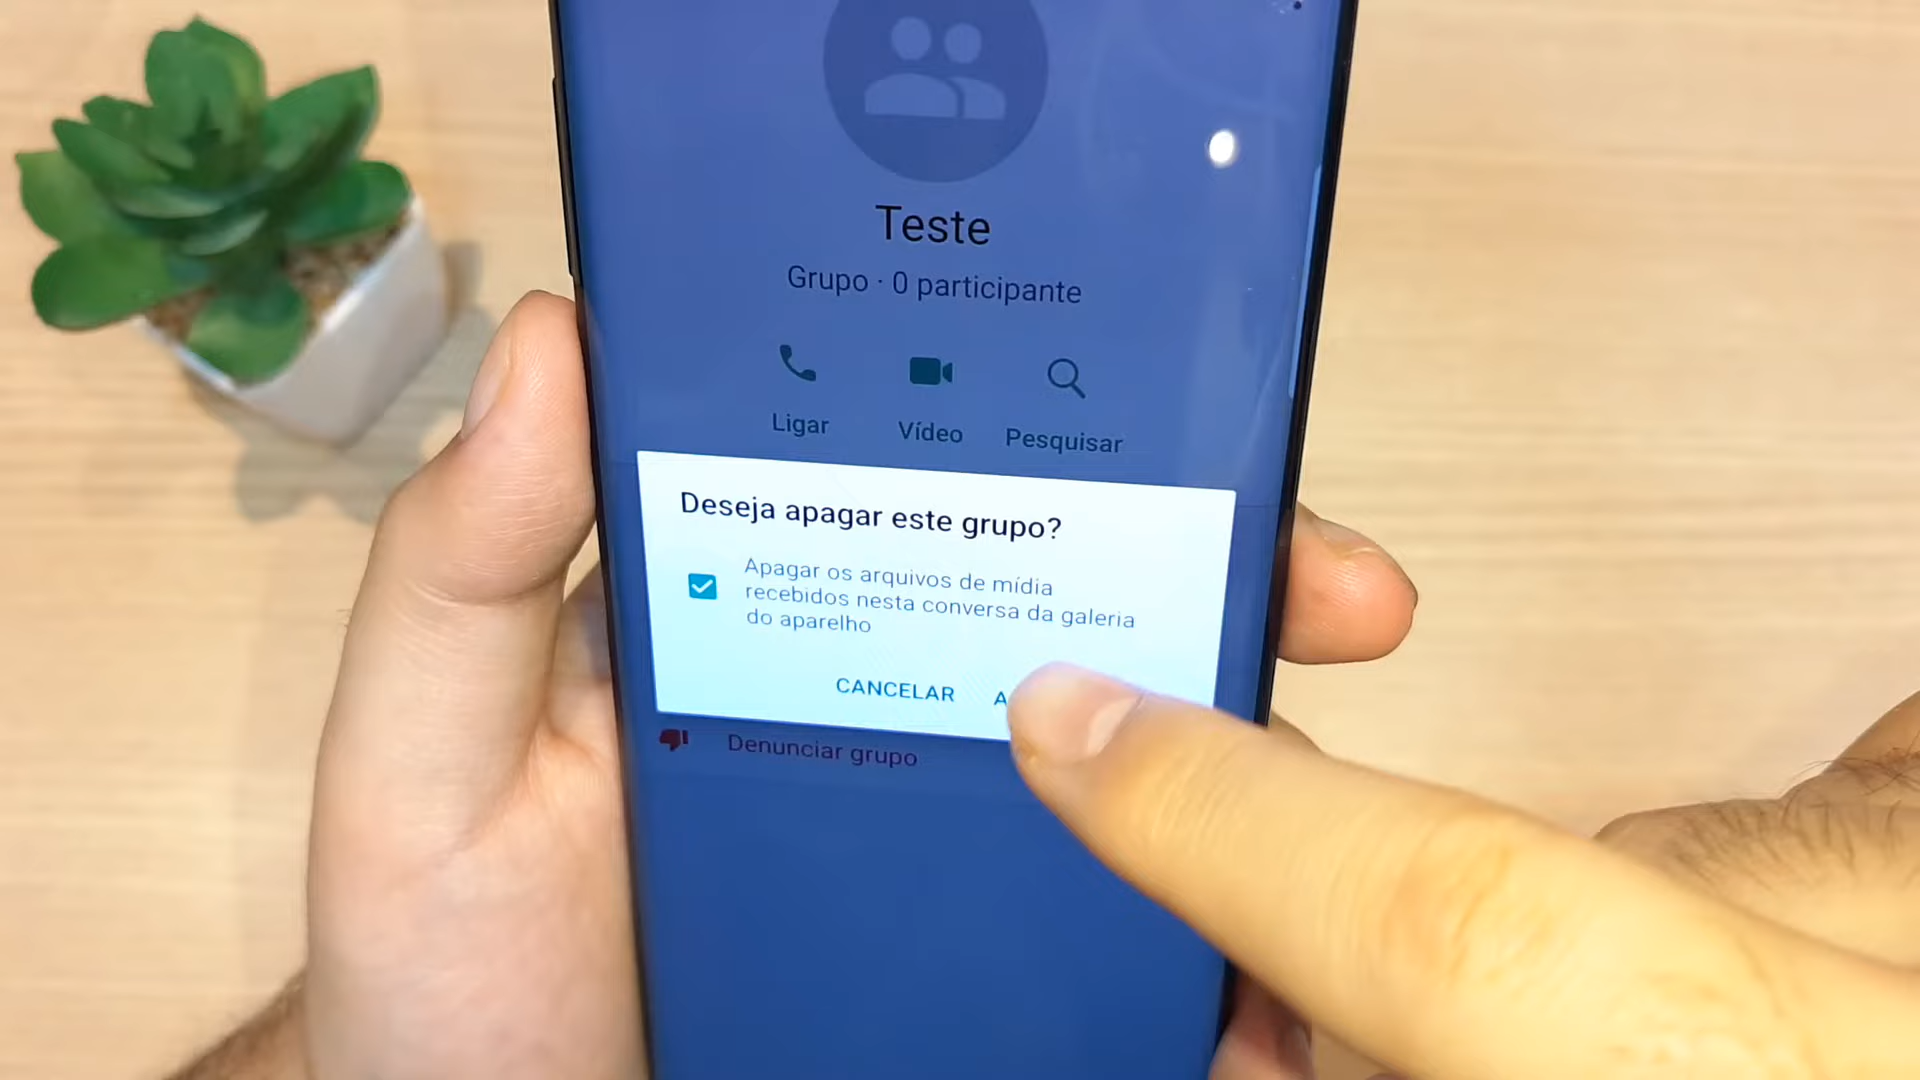 Teste
Grupo · 0 participante
Ligar
Vídeo
Pesquisar
Deseja apagar este grupo?
Apagar os arquivos de mídia
recebidos nesta conversa da galeria
do aparelho
CANCELAR
Denunciar grupo